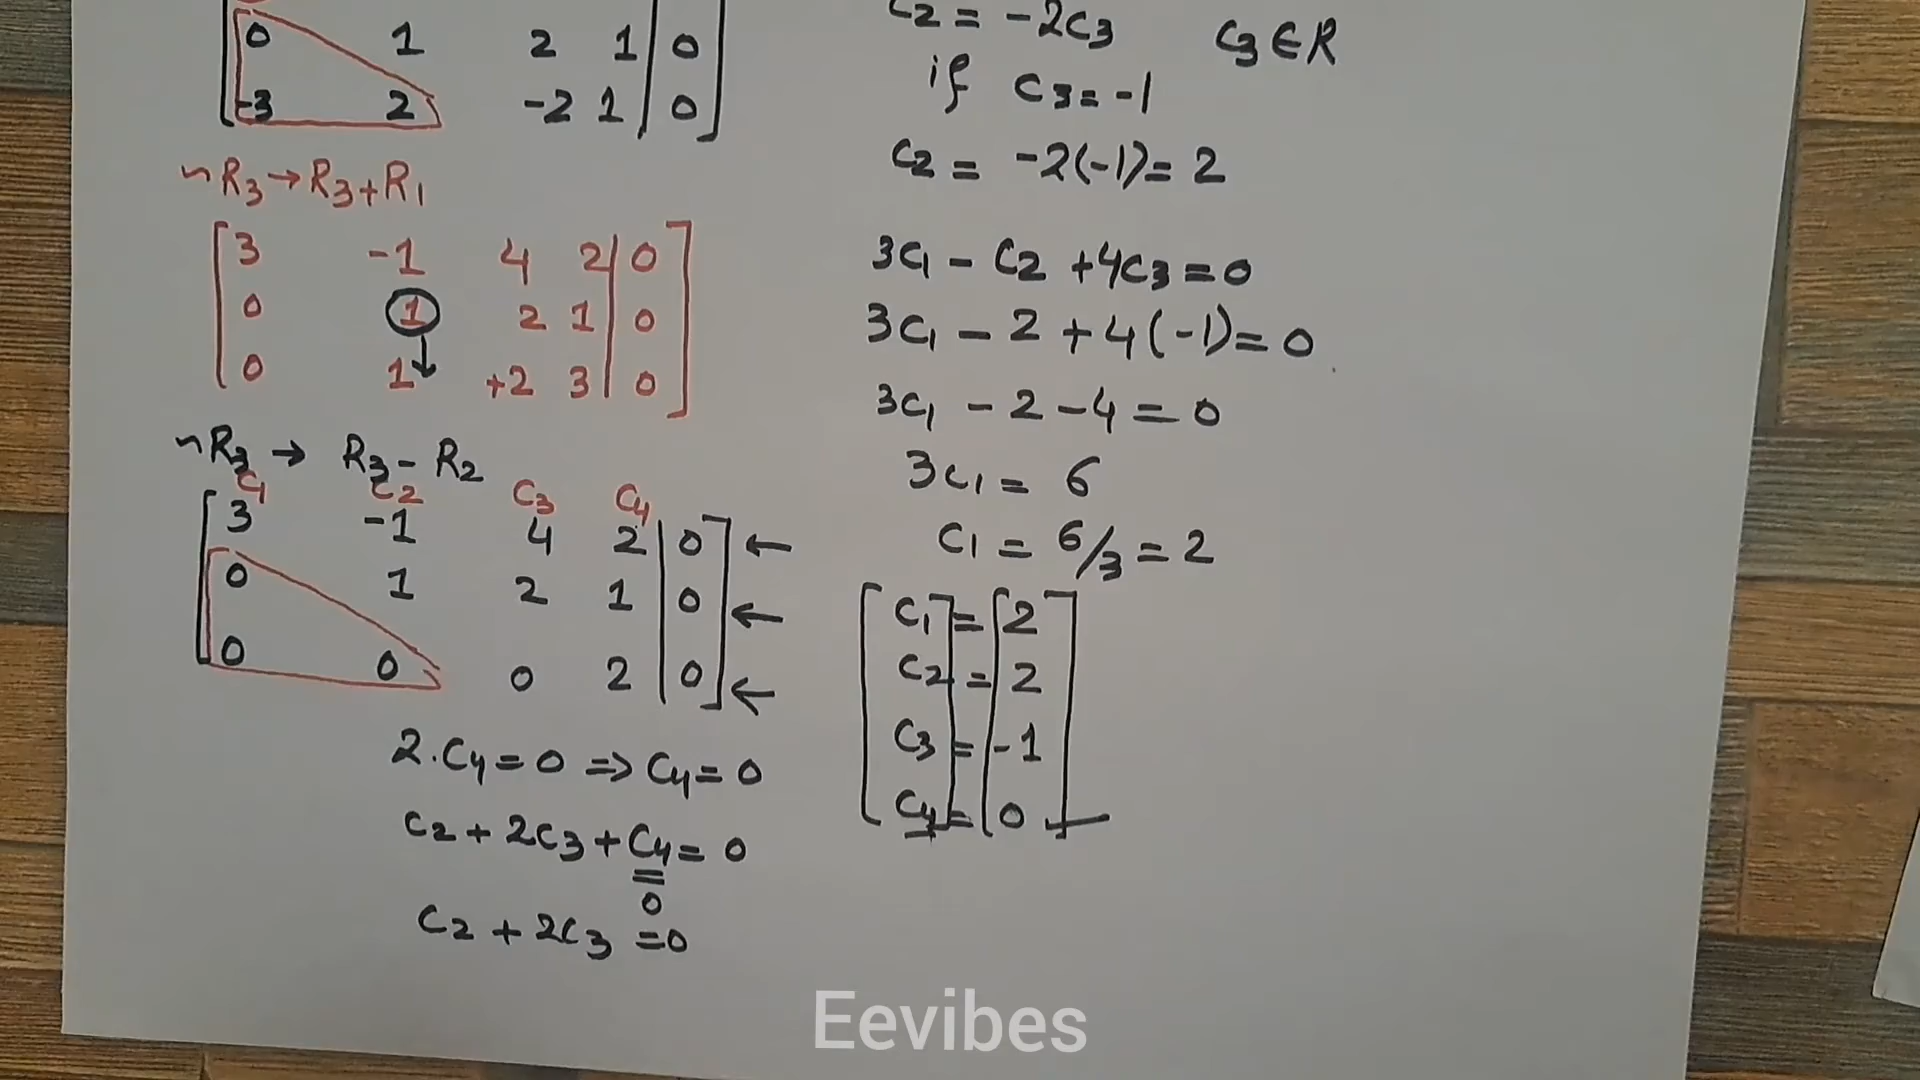 0 1 2 1 0
-3 2 -2 1 0
~R3→R3+R1
3 -1 4 2 0
0 1 2 1 0
0 1 +2 3 0
~R3 → R3 - R2
C1 C2 C3 C4
3 -1 4 2 0 ←
0 1 2 1 0 ←
0 0 0 2 0 ←
2.C4=0 => C4=0
C2 + 2C3 + C4 = 0
0
C2 + 2C3 = 0
C2 = -2C3 C3 ∈ R
if C3 = -1
C2 = -2(-1) = 2
3C1 - C2 + 4C3 = 0
3C1 - 2 + 4(-1) = 0
3C1 - 2 - 4 = 0
3C1 = 6
C1 = 6/3 = 2
C1 = 2
C2 = 2
C3 = -1
C4 = 0
Eevibes